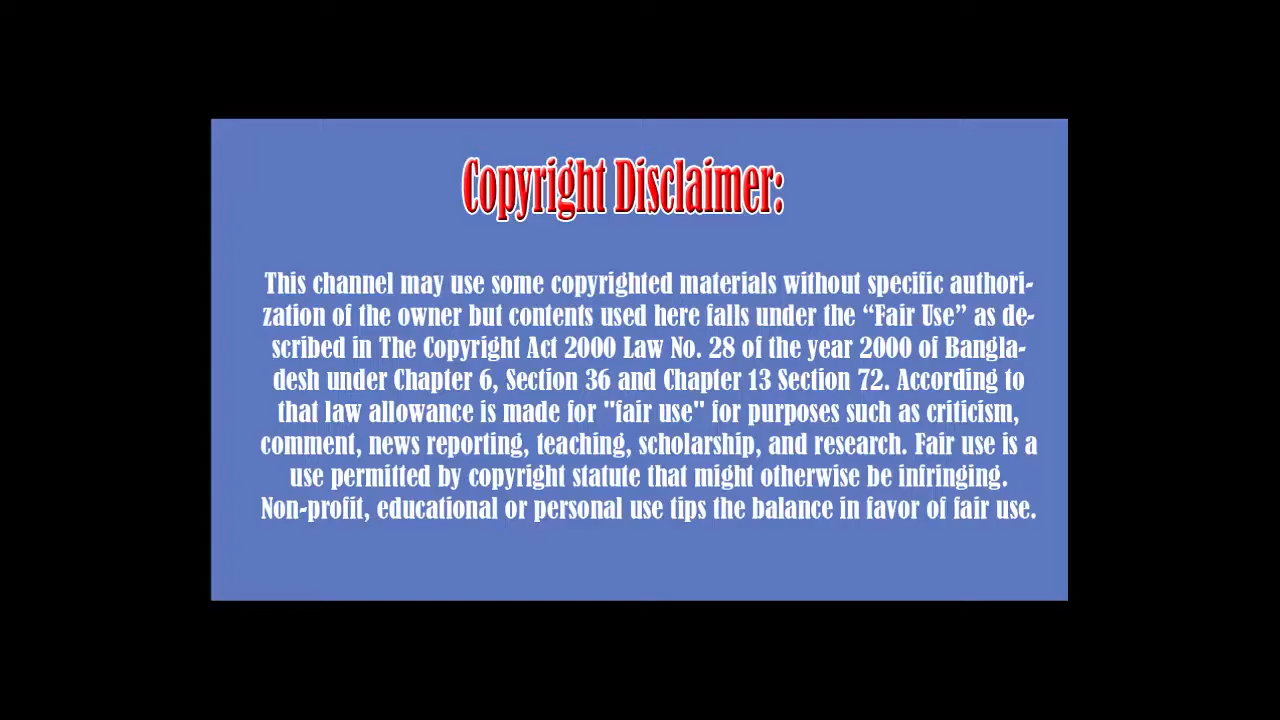 Copyright Disclaimer:
This channel may use some copyrighted materials without specific authori-
zation of the owner but contents used here falls under the “Fair Use” as de-
scribed in The Copyright Act 2000 Law No. 28 of the year 2000 of Bangla-
desh under Chapter 6, Section 36 and Chapter 13 Section 72. According to
that law allowance is made for "fair use" for purposes such as criticism,
comment, news reporting, teaching, scholarship, and research. Fair use is a
use permitted by copyright statute that might otherwise be infringing.
Non-profit, educational or personal use tips the balance in favor of fair use.